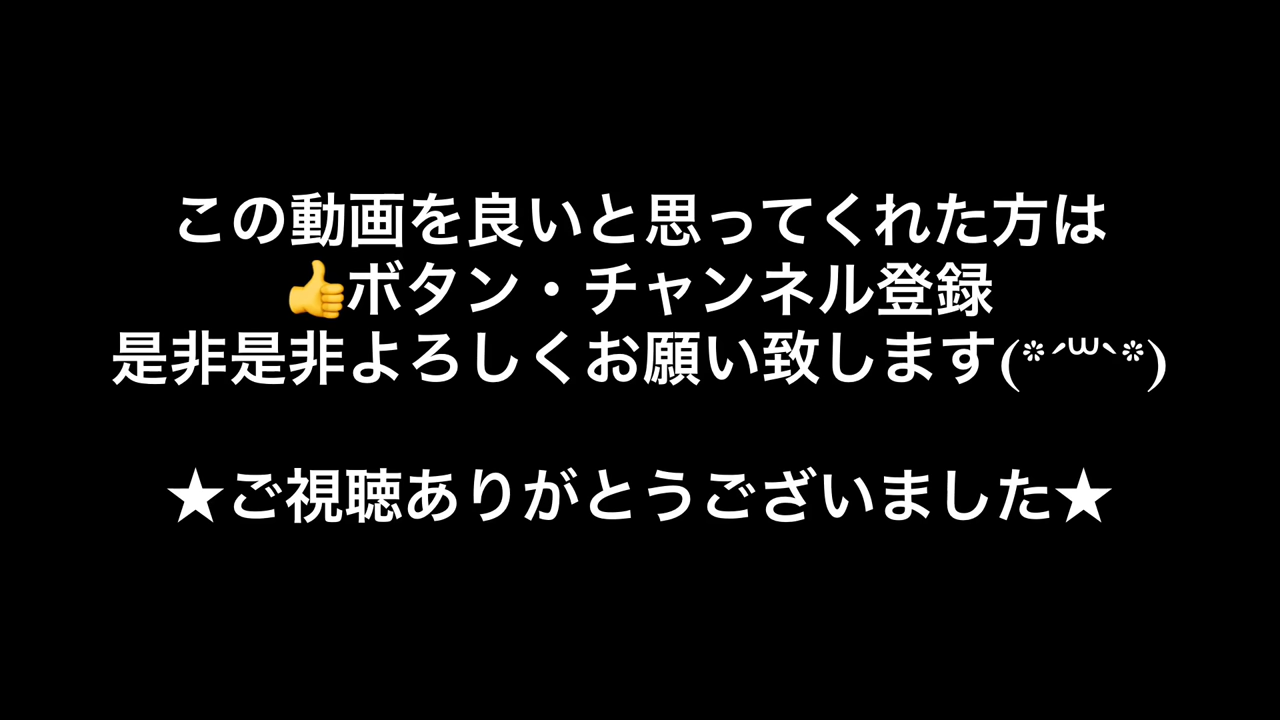 この動画を良いと思ってくれた方は
👍ボタン・チャンネル登録
是非是非よろしくお願い致します(*´꒳`*)
★ご視聴ありがとうございました★